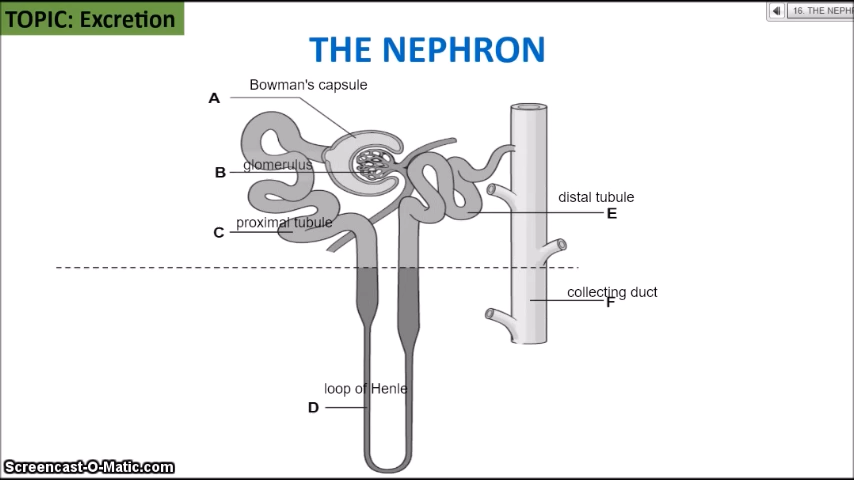 TOPIC: Excretion
16. THE NEPH
THE NEPHRON
Bowman's capsule
A
glomerulus
B
proximal tubule
C
distal tubule
E
collecting duct
F
loop of Henle
D
Screencast-O-Matic.com